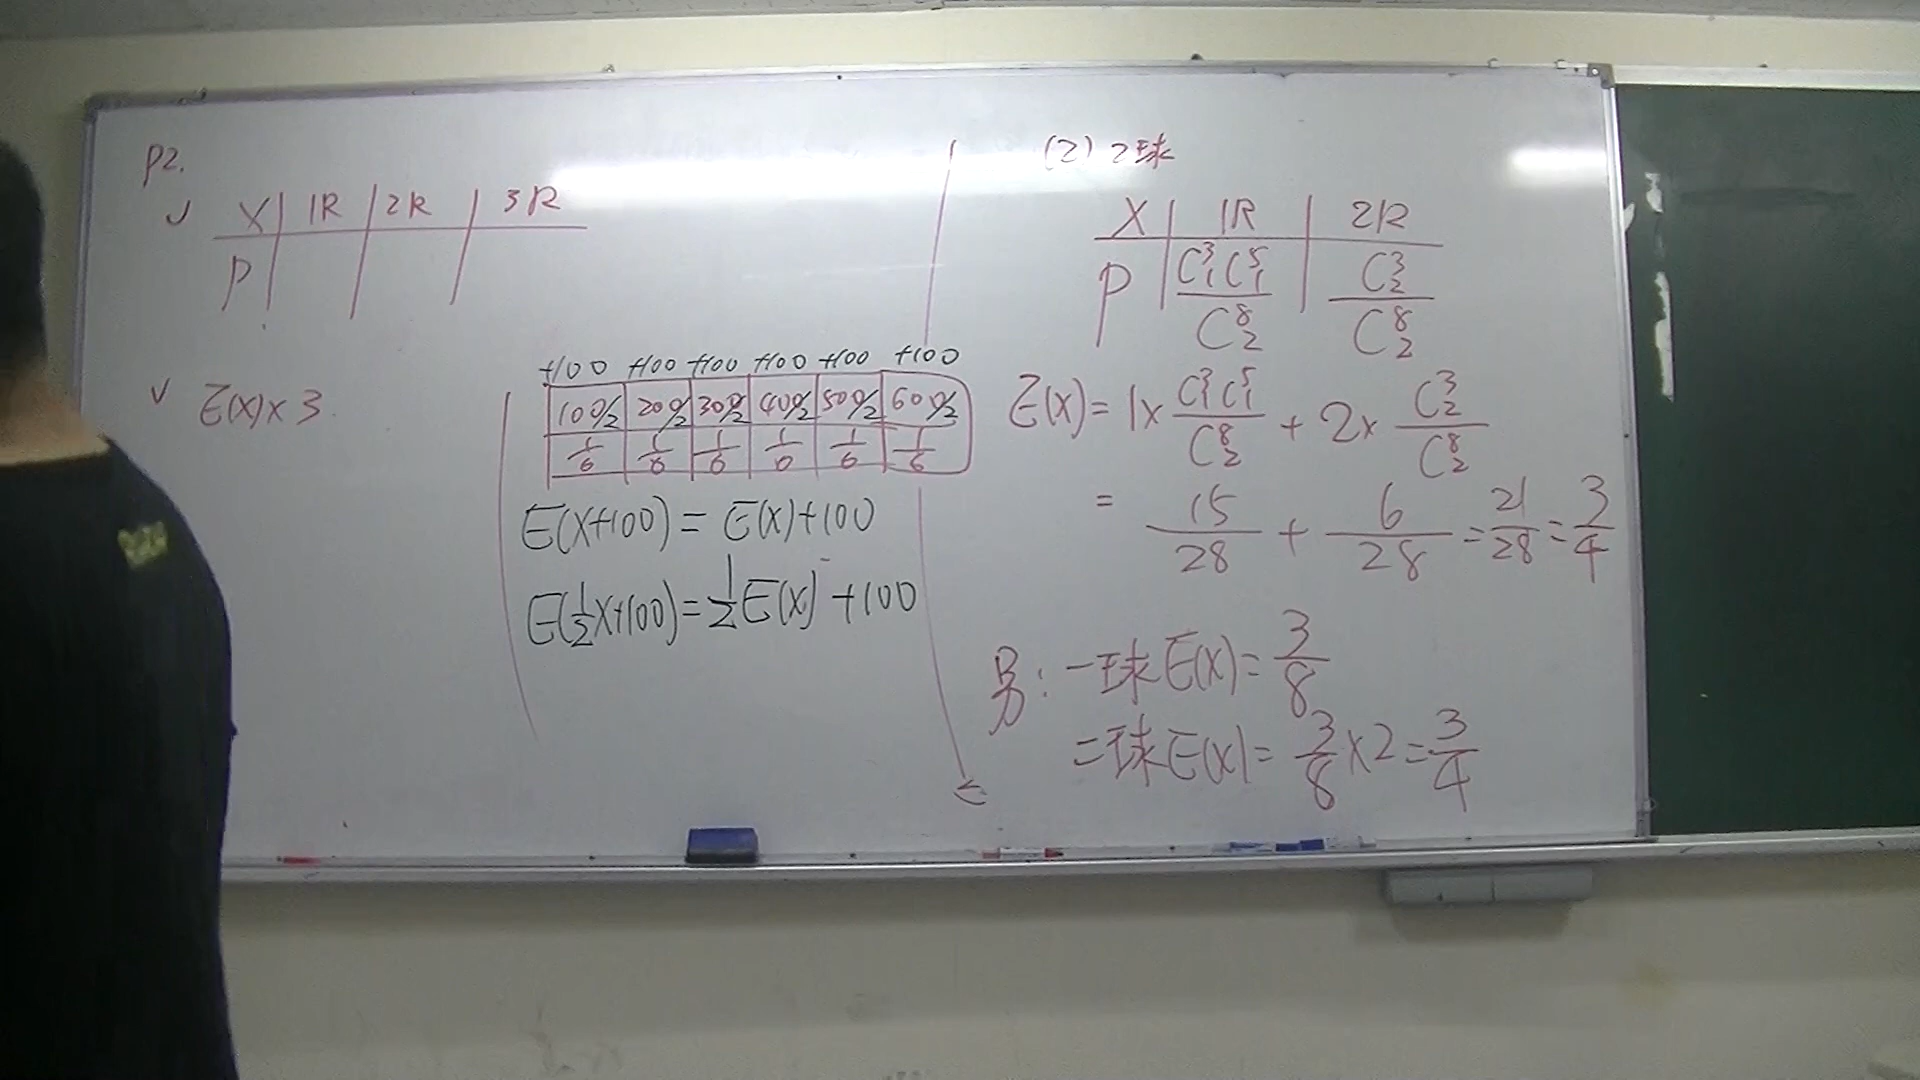 P2.
X 1R 2R 3R
P
E(X)×3
+100 +100 +100 +100 +100 +100
100/2 200/2 300/2 400/2 500/2 600/2
1/6 1/6 1/6 1/6 1/6 1/6
E(X+100) = E(X)+100
E(1/2X+100) = 1/2E(X)+100
(2) 2球
X 1R 2R
P C³₁C⁵₁/C⁸₂ C³₂/C⁸₂
E(X) = 1× C³₁C⁵₁/C⁸₂ + 2× C³₂/C⁸₂
= 15/28 + 6/28 = 21/28 = 3/4
另: 一球 E(X) = 3/8
二球 E(X) = 3/8 ×2 = 3/4